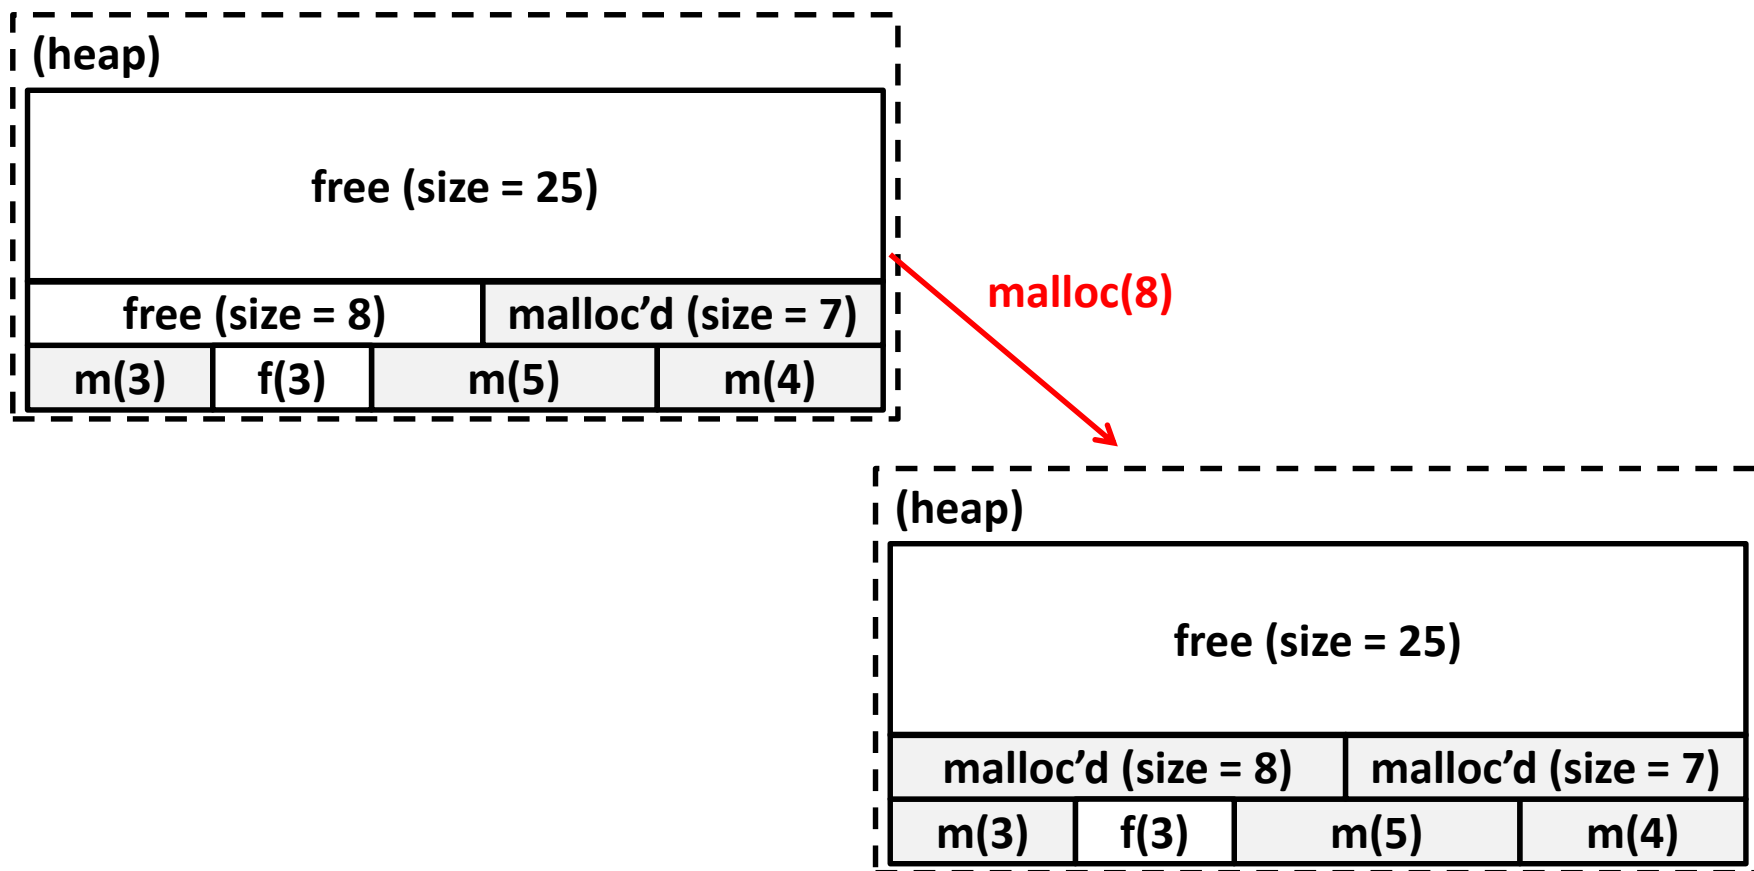 (heap)
free (size = 25)
free (size = 8) malloc’d (size = 7)
m(3) f(3) m(5) m(4)
malloc(8)
(heap)
free (size = 25)
malloc’d (size = 8) malloc’d (size = 7)
m(3) f(3) m(5) m(4)